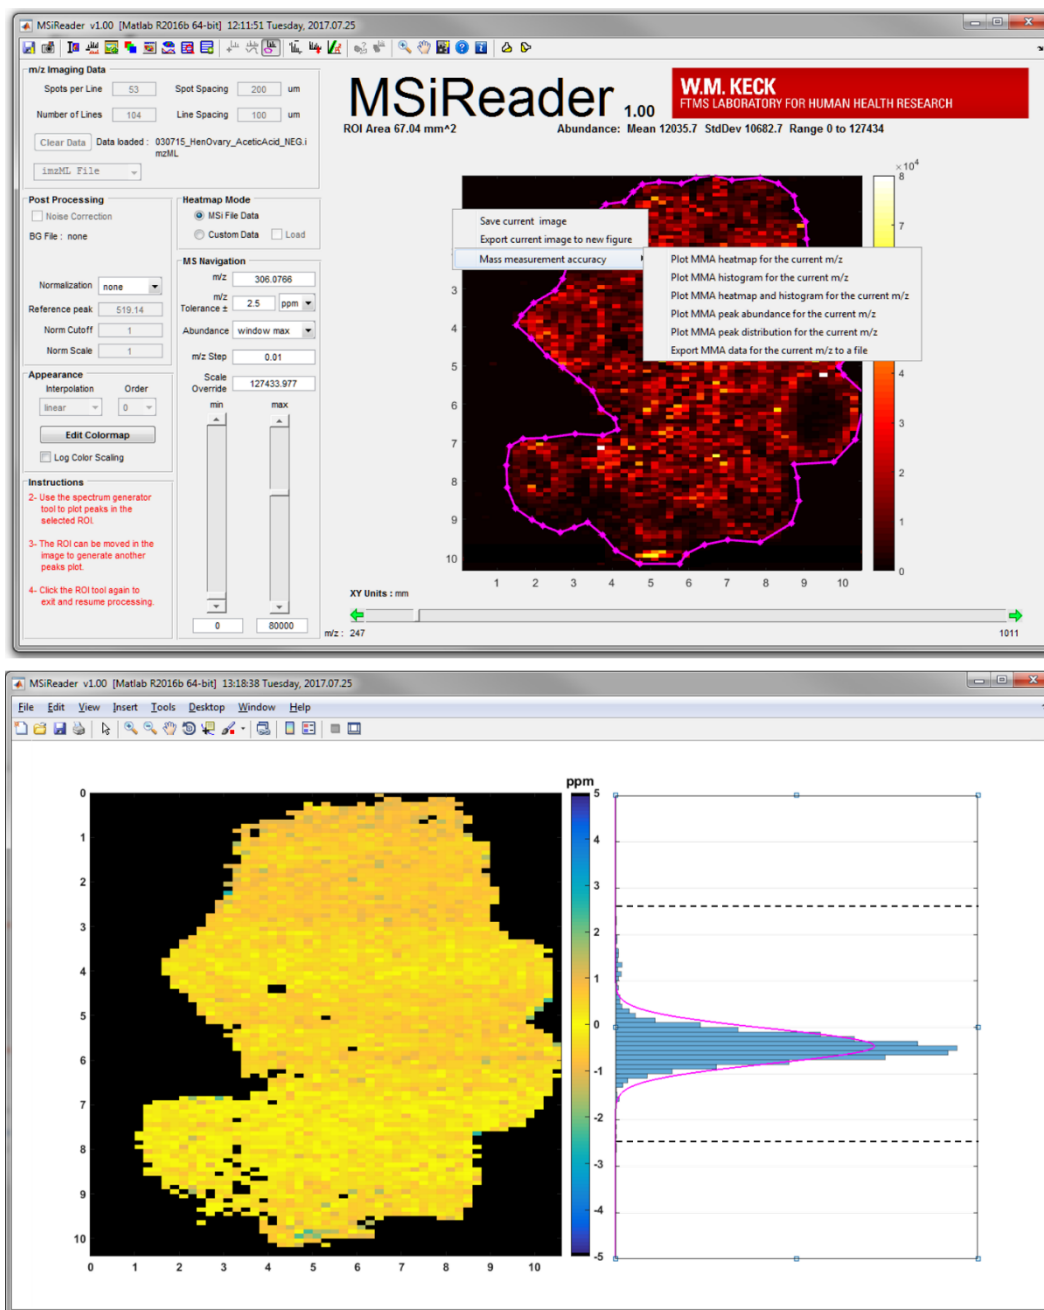 MSiReader v1.00 [Matlab R2016b 64-bit] 12:11:51 Tuesday, 2017.07.25
m/z Imaging Data
Spots per Line 53 Spot Spacing 200 um
Number of Lines 104 Line Spacing 100 um
Clear Data Data loaded : 030715_HenOvary_AceticAcid_NEG.i
mzML
imzML File
Post Processing
Noise Correction
BG File : none
Normalization none
Reference peak 519.14
Norm Cutoff 1
Norm Scale 1
Appearance
Interpolation Order
linear 0
Edit Colormap
Log Color Scaling
Instructions
2- Use the spectrum generator
tool to plot peaks in the
selected ROI.
3- The ROI can be moved in the
image to generate another
peaks plot.
4- Click the ROI tool again to
exit and resume processing.
Heatmap Mode
MSi File Data
Custom Data Load
MS Navigation
m/z 306.0766
m/z
Tolerance ± 2.5 ppm
Abundance window max
m/z Step 0.01
Scale
Override 127433.977
min max
0 80000
MSiReader 1.00
W.M. KECK
FTMS LABORATORY FOR HUMAN HEALTH RESEARCH
ROI Area 67.04 mm^2 Abundance: Mean 12035.7 StdDev 10682.7 Range 0 to 127434
Save current image
Export current image to new figure
Mass measurement accuracy
Plot MMA heatmap for the current m/z
Plot MMA histogram for the current m/z
Plot MMA heatmap and histogram for the current m/z
Plot MMA peak abundance for the current m/z
Plot MMA peak distribution for the current m/z
Export MMA data for the current m/z to a file
3
4
5
6
7
8
9
10
1 2 3 4 5 6 7 8 9 10
×10⁴
8
7
4
3
2
1
0
XY Units : mm
m/z : 247 1011
MSiReader v1.00 [Matlab R2016b 64-bit] 13:18:38 Tuesday, 2017.07.25
File Edit View Insert Tools Desktop Window Help
0
1
2
3
4
5
6
7
8
9
10
0 1 2 3 4 5 6 7 8 9 10
ppm
5
4
3
2
1
0
-1
-2
-3
-4
-5